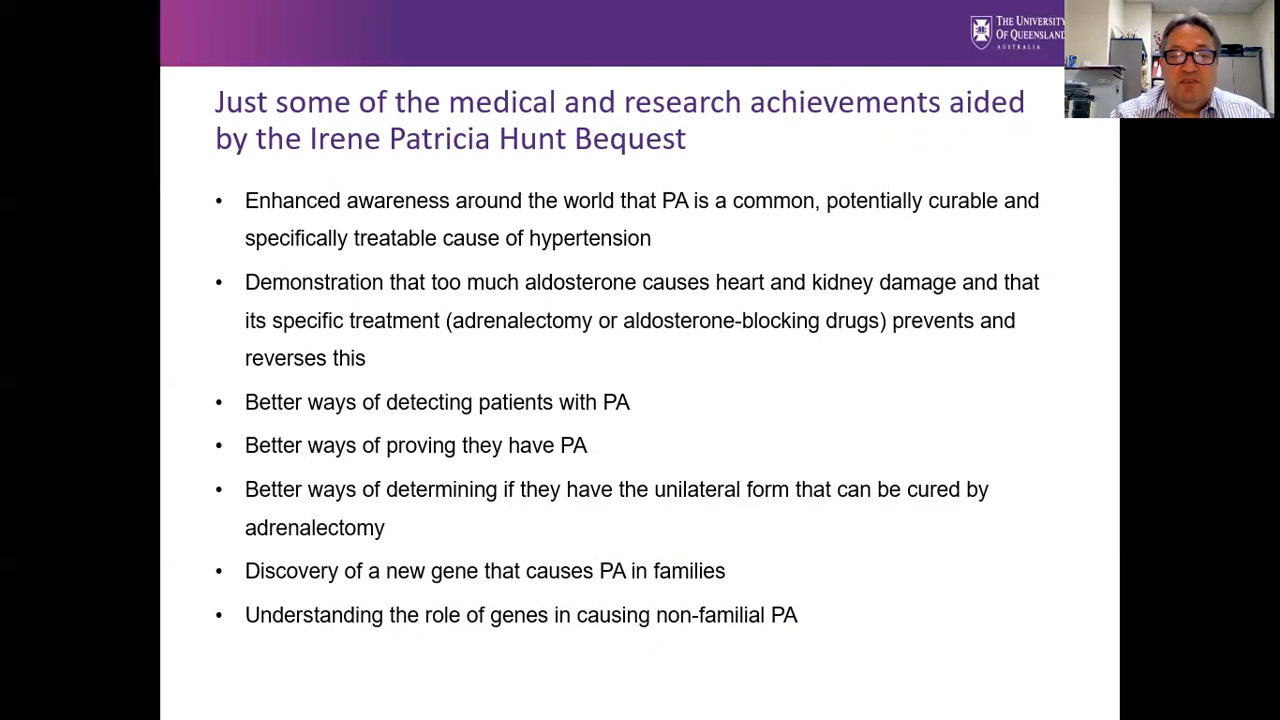 THE UNIVERSITY
OF QUEENSLAND
AUSTRALIA
Just some of the medical and research achievements aided
by the Irene Patricia Hunt Bequest
• Enhanced awareness around the world that PA is a common, potentially curable and
specifically treatable cause of hypertension
• Demonstration that too much aldosterone causes heart and kidney damage and that
its specific treatment (adrenalectomy or aldosterone-blocking drugs) prevents and
reverses this
• Better ways of detecting patients with PA
• Better ways of proving they have PA
• Better ways of determining if they have the unilateral form that can be cured by
adrenalectomy
• Discovery of a new gene that causes PA in families
• Understanding the role of genes in causing non-familial PA